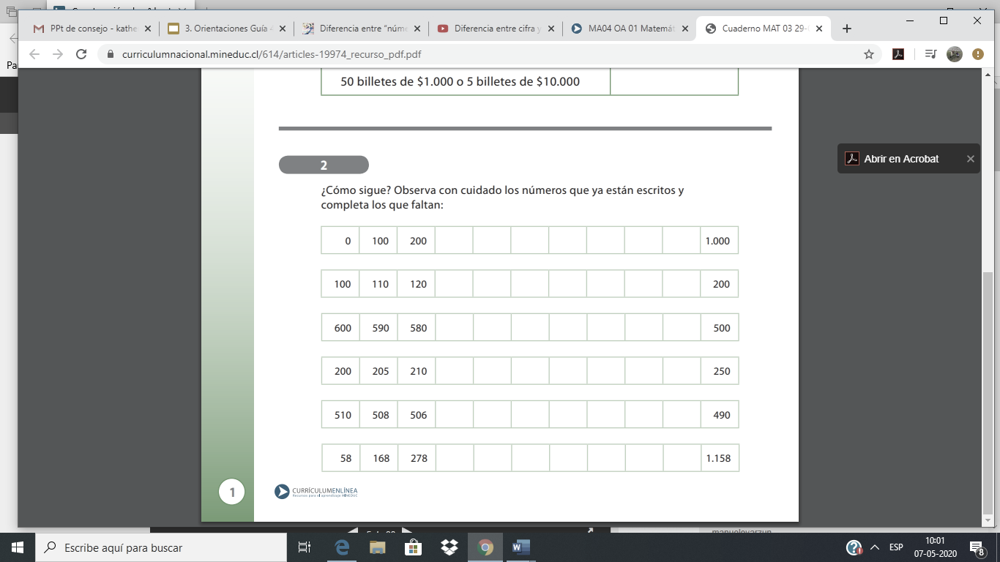 PPt de consejo - kathe
3. Orientaciones Guía
Diferencia entre "núme
Diferencia entre cifra y
MA04 OA 01 Matemát
Cuaderno MAT 03 29-
curriculumnacional.mineduc.cl/614/articles-19974_recurso_pdf.pdf
Pa
50 billetes de $1.000 o 5 billetes de $10.000
Abrir en Acrobat
2
¿Cómo sigue? Observa con cuidado los números que ya están escritos y
completa los que faltan:
0 100 200 1.000
100 110 120 200
600 590 580 500
200 205 210 250
510 508 506 490
58 168 278 1.158
1
CURRÍCULUMENLÍNEA
Recursos para el aprendizaje MINEDUC
Escribe aquí para buscar
ESP
10:01
07-05-2020
8